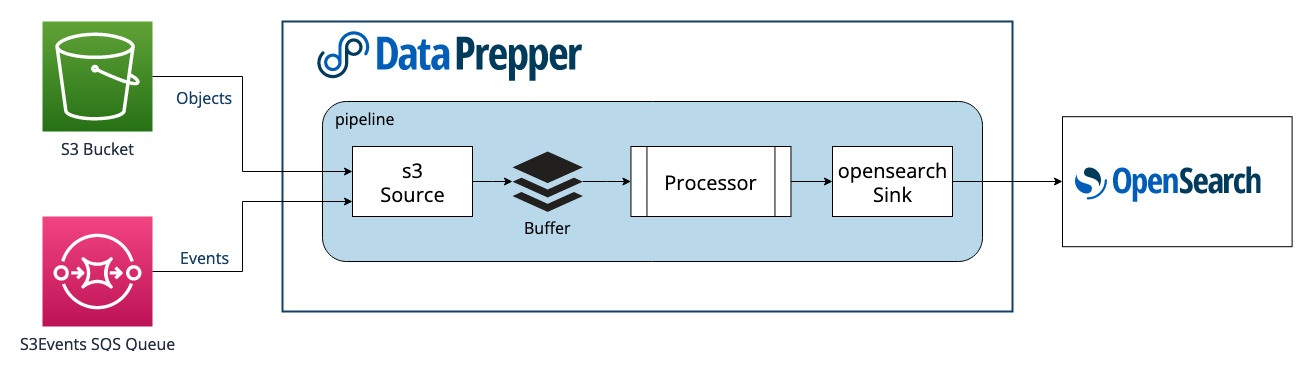 Data Prepper
Objects
pipeline
S3 Bucket
s3
Source
Processor
opensearch
Sink
OpenSearch
Buffer
Events
S3Events SQS Queue